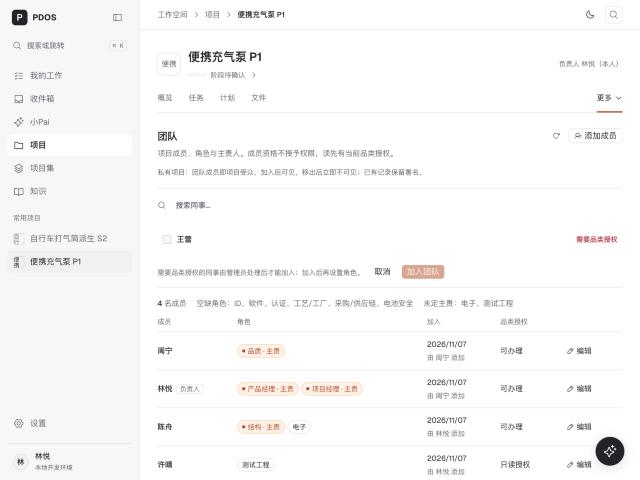 P PDOS
搜索或跳转 ⌘ K
我的工作
收件箱
小Pai
项目
项目集
知识
常用项目
自行车打气筒派生 S2
便携充气泵 P1
设置
林 林悦
本地开发环境
工作空间 > 项目 > 便携充气泵 P1
便携
便携充气泵 P1
阶段待确认 >
负责人 林悦（本人）
概览 任务 计划 文件 更多
团队
添加成员
项目成员、角色与主责人。成员资格不授予权限；须先有当前品类授权。
私有项目：团队成员即项目受众，加入后可见，移出后立即不可见；已有记录保留署名。
搜索同事…
王蕾 需要品类授权
需要品类授权的同事由管理员处理后才能加入；加入后再设置角色。 取消 加入团队
4 名成员 空缺角色：ID、软件、认证、工艺/工厂、采购/供应链、电池安全 未定主责：电子、测试工程
成员 角色 加入 品类授权
周宁 品质 · 主责 2026/11/07 可办理 编辑
由 周宁 添加
林悦 负责人 产品经理 · 主责 项目经理 · 主责 2026/11/07 可办理 编辑
由 周宁 添加
陈舟 结构 · 主责 电子 2026/11/07 可办理 编辑
由 林悦 添加
许晴 测试工程 2026/11/07 只读授权 编辑
由 林悦 添加